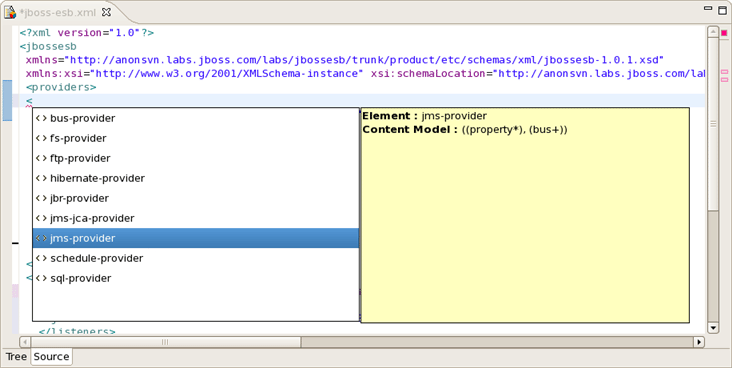 *jboss-esb.xml
<?xml version="1.0"?>
<jbossesb
xmlns="http://anonsvn.labs.jboss.com/labs/jbossesb/trunk/product/etc/schemas/xml/jbossesb-1.0.1.xsd"
xmlns:xsi="http://www.w3.org/2001/XMLSchema-instance" xsi:schemaLocation="http://anonsvn.labs.jboss.com/lal
<providers>
<
<> bus-provider
<> fs-provider
<> ftp-provider
<> hibernate-provider
<> jbr-provider
<> jms-jca-provider
<> jms-provider
<> schedule-provider
<> sql-provider
Element : jms-provider
Content Model : ((property*), (bus+))
<
<
</listeners>
Tree Source